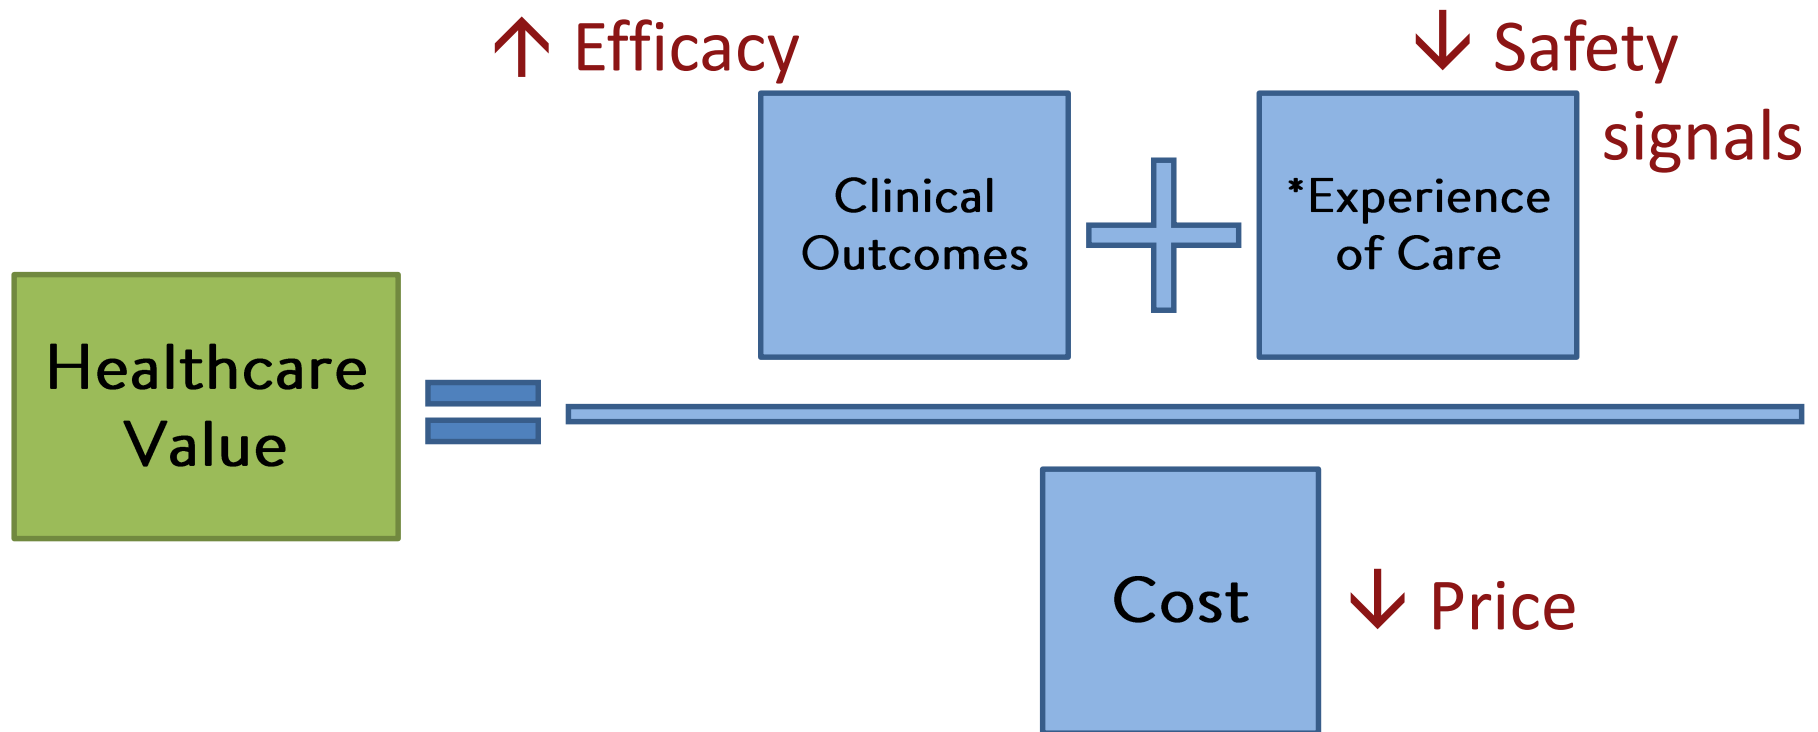 ↑ Efficacy
↓ Safety
signals
Clinical
Outcomes
*Experience
of Care
Healthcare
Value
Cost
↓ Price